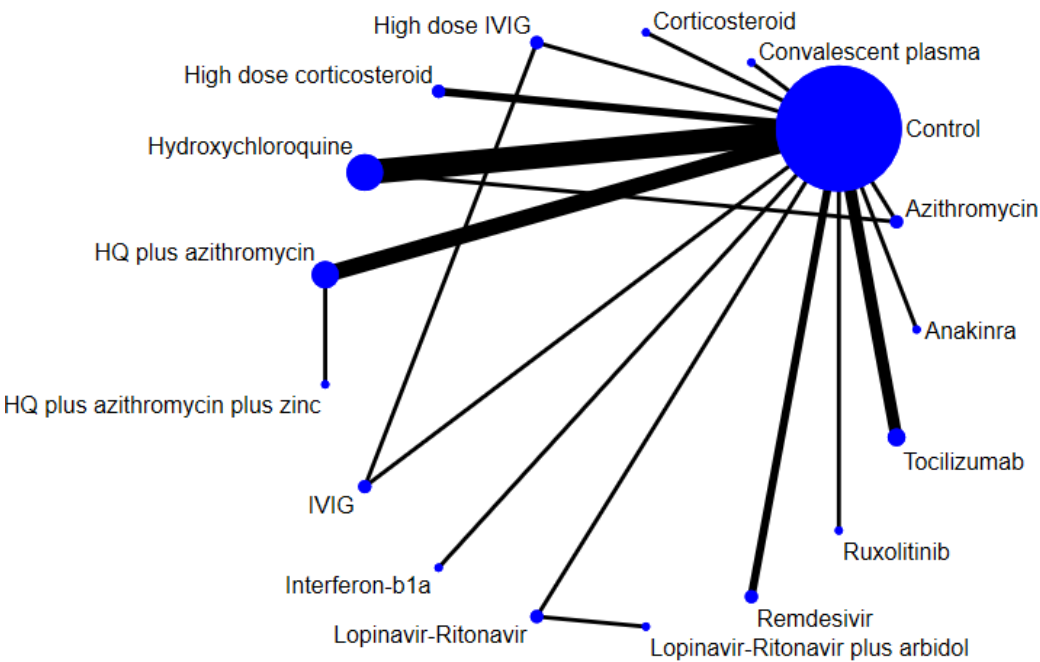 High dose IVIG
Corticosteroid
Convalescent plasma
High dose corticosteroid
Control
Hydroxychloroquine
Azithromycin
HQ plus azithromycin
Anakinra
HQ plus azithromycin plus zinc
Tocilizumab
IVIG
Ruxolitinib
Interferon-b1a
Remdesivir
Lopinavir-Ritonavir
Lopinavir-Ritonavir plus arbidol